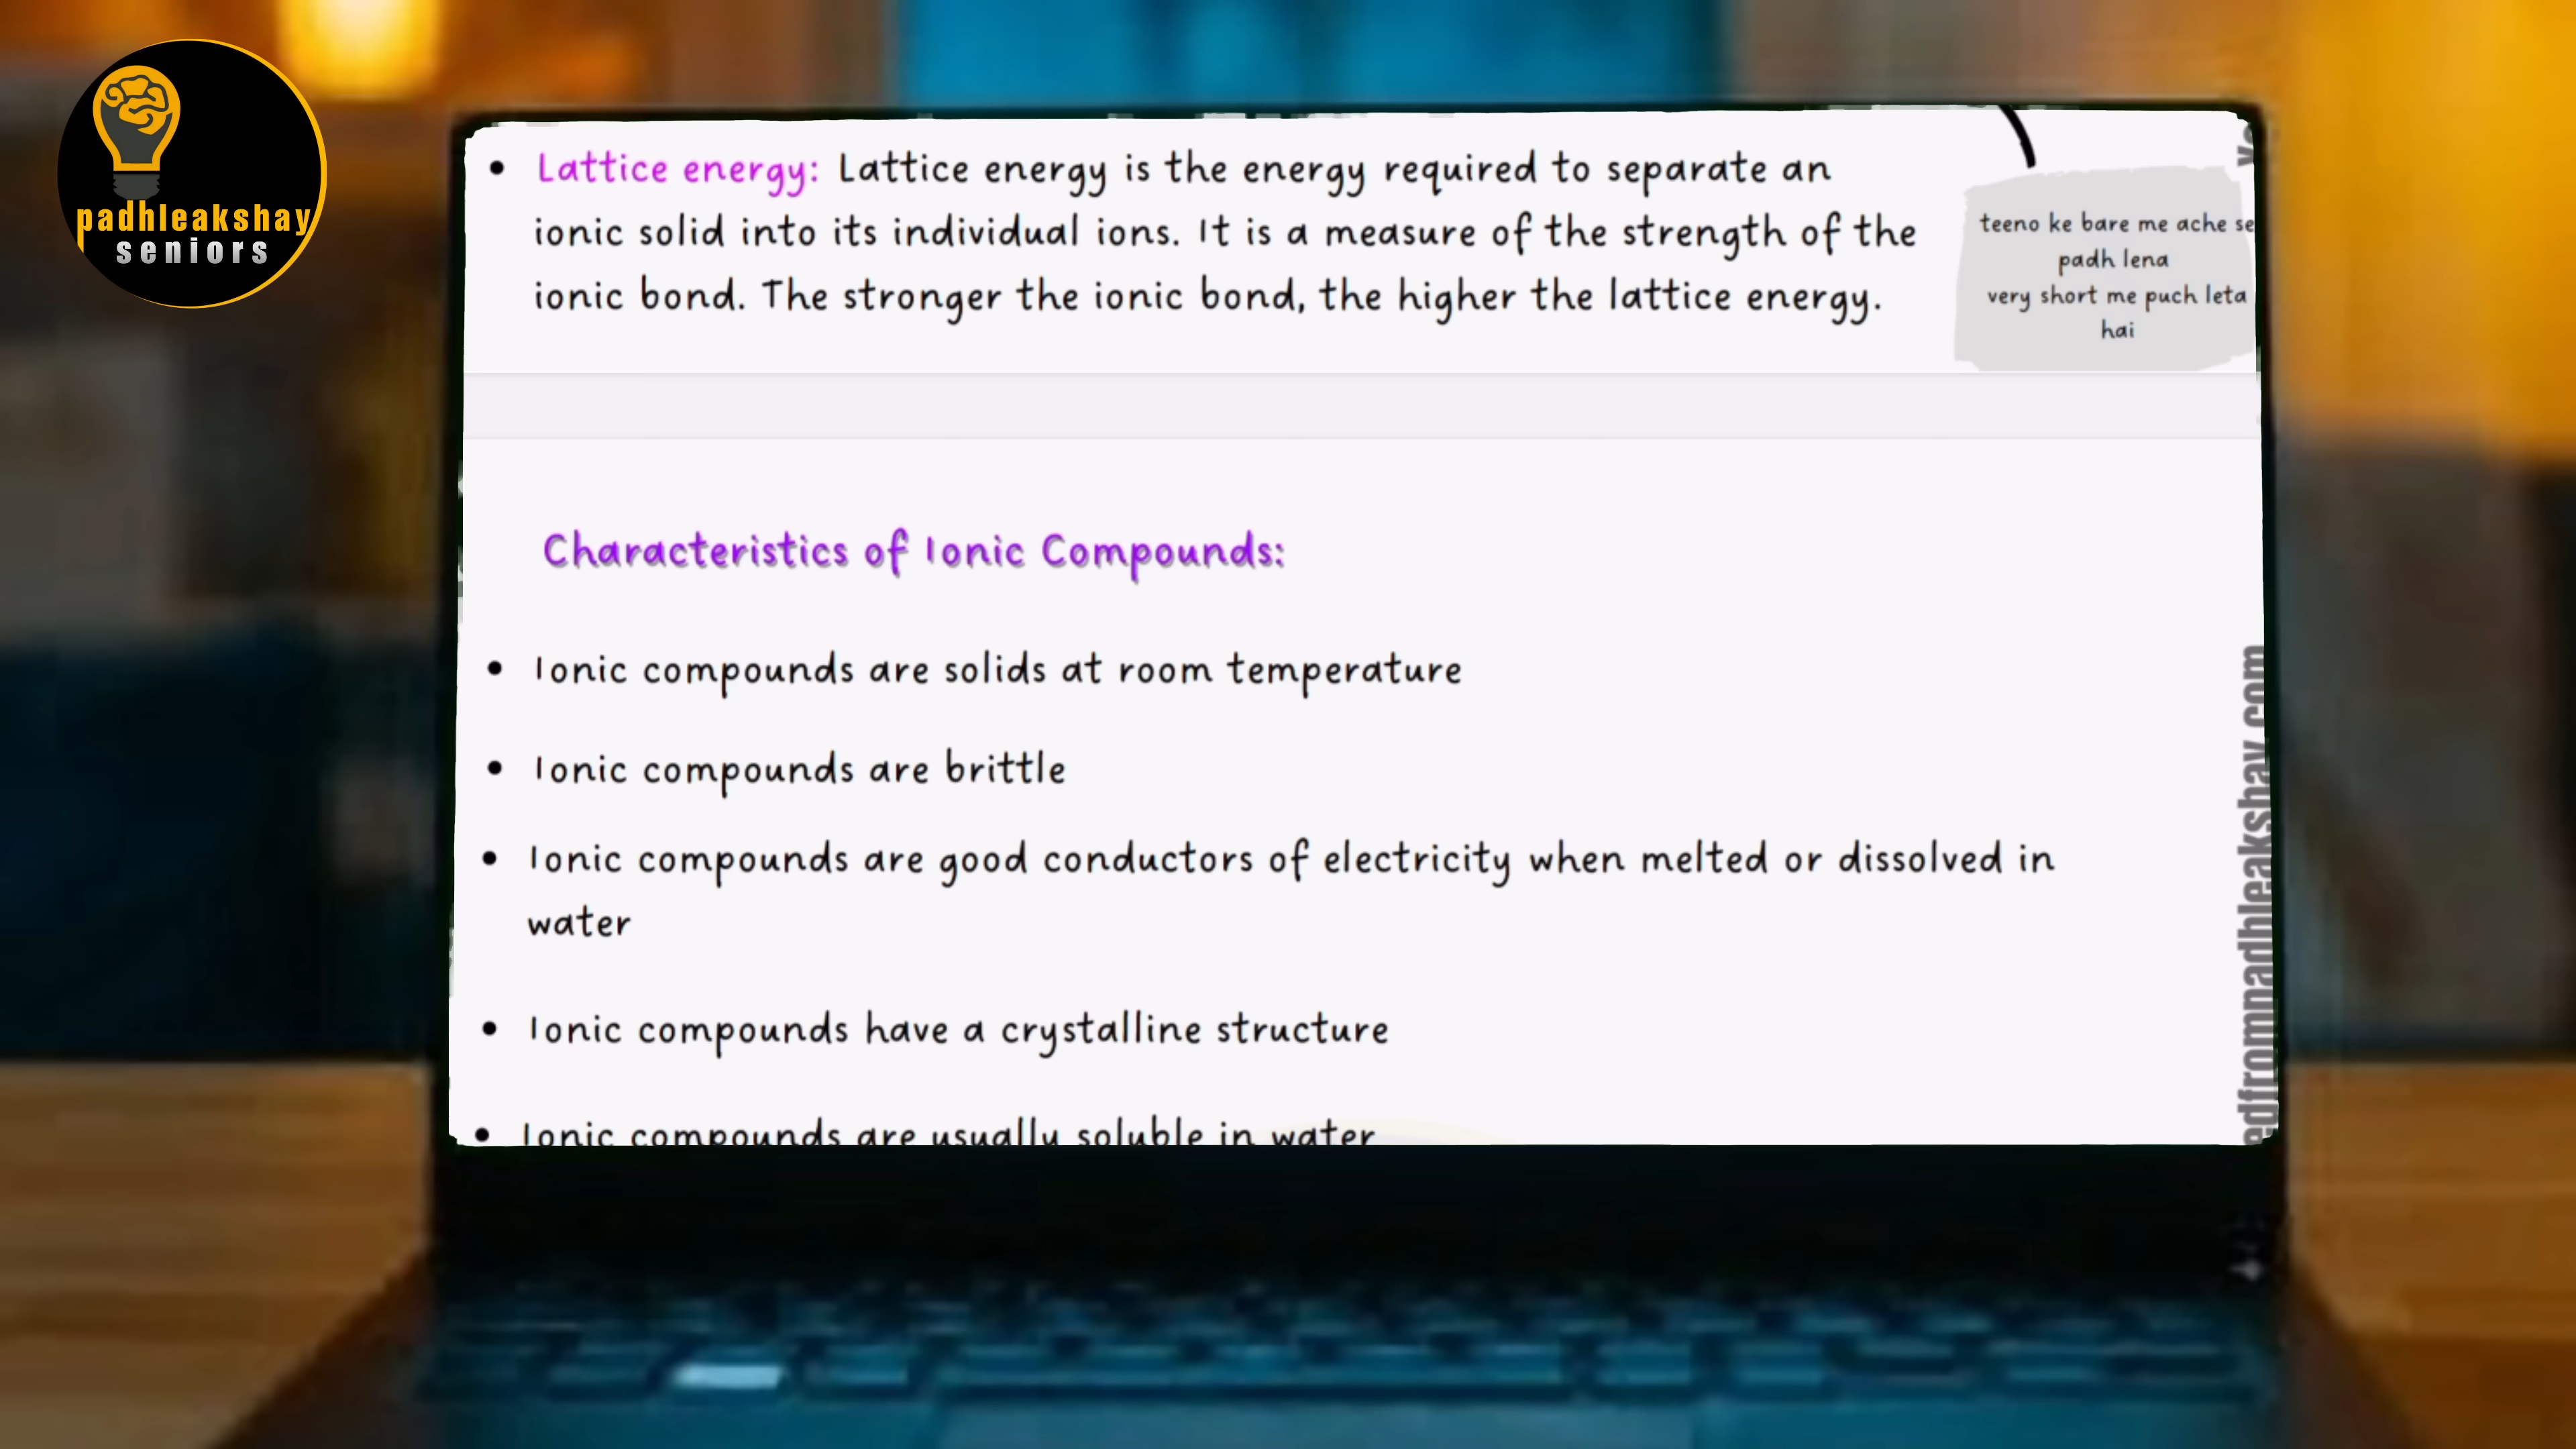 padhleakshay
seniors
• Lattice energy: Lattice energy is the energy required to separate an
ionic solid into its individual ions. It is a measure of the strength of the
ionic bond. The stronger the ionic bond, the higher the lattice energy.
teeno ke bare me ache se
padh lena
very short me puch leta
hai
Characteristics of Ionic Compounds:
• Ionic compounds are solids at room temperature
• Ionic compounds are brittle
• Ionic compounds are good conductors of electricity when melted or dissolved in
water
• Ionic compounds have a crystalline structure
• Ionic compounds are usually soluble in water
edfrompadhleakshay.com